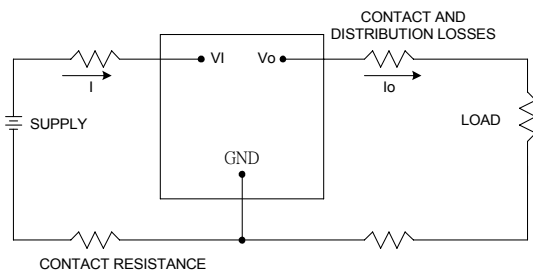 CONTACT AND
DISTRIBUTION LOSSES
VI
Vo
I
Io
SUPPLY
LOAD
GND
CONTACT RESISTANCE